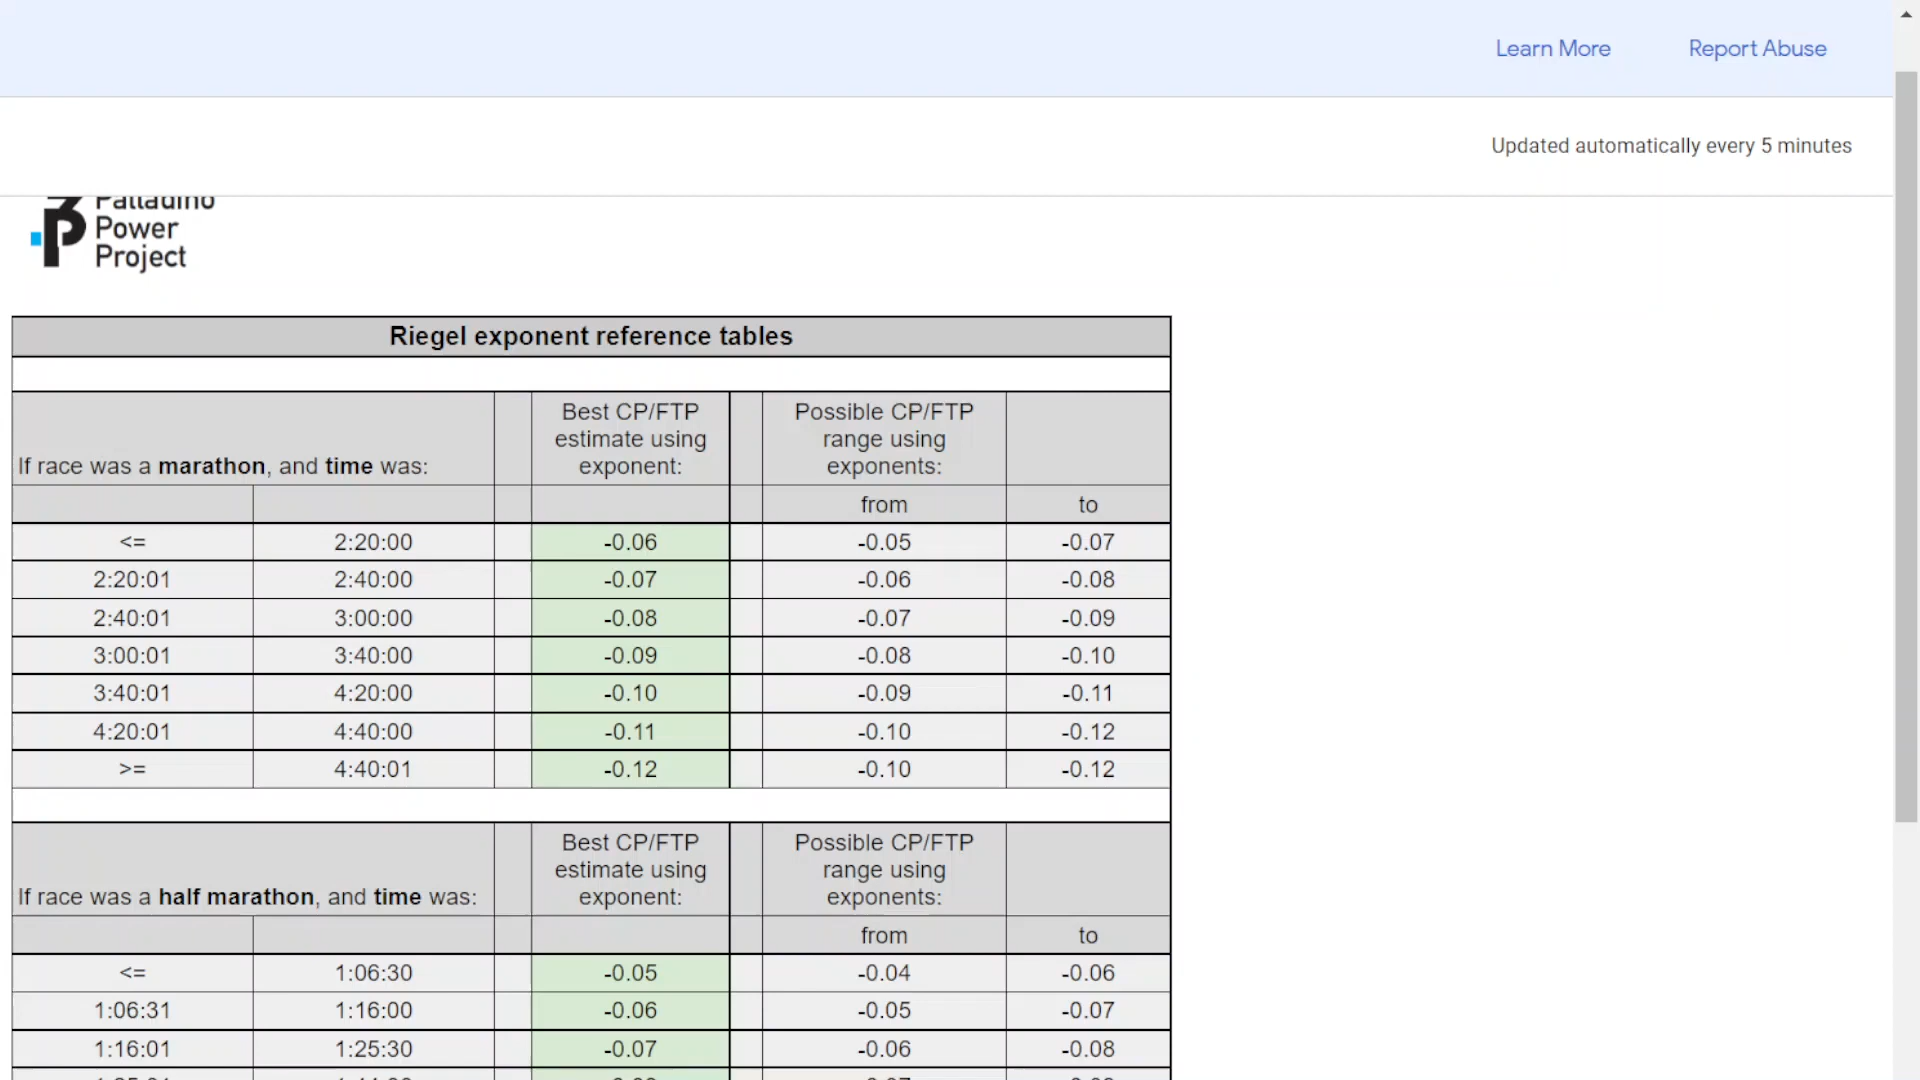 Learn More Report Abuse
Updated automatically every 5 minutes
Palladino
Power
Project
Riegel exponent reference tables
If race was a marathon, and time was:
Best CP/FTP
estimate using
exponent:
Possible CP/FTP
range using
exponents:
from to
<= 2:20:00 -0.06 -0.05 -0.07
2:20:01 2:40:00 -0.07 -0.06 -0.08
2:40:01 3:00:00 -0.08 -0.07 -0.09
3:00:01 3:40:00 -0.09 -0.08 -0.10
3:40:01 4:20:00 -0.10 -0.09 -0.11
4:20:01 4:40:00 -0.11 -0.10 -0.12
>= 4:40:01 -0.12 -0.10 -0.12
If race was a half marathon, and time was:
Best CP/FTP
estimate using
exponent:
Possible CP/FTP
range using
exponents:
from to
<= 1:06:30 -0.05 -0.04 -0.06
1:06:31 1:16:00 -0.06 -0.05 -0.07
1:16:01 1:25:30 -0.07 -0.06 -0.08